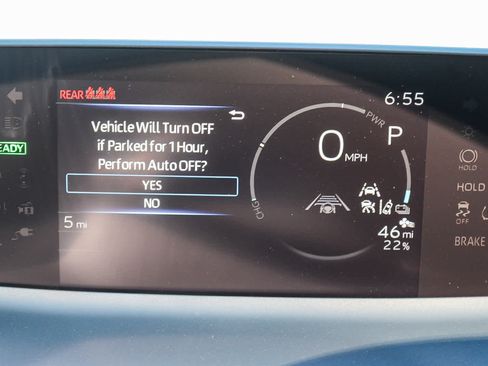 REAR
6:55
PWR
Vehicle Will Turn OFF
if Parked for 1 Hour,
Perform Auto OFF?
YES
NO
0 MPH
P
READY
HOLD
HOLD
OFF
BRAKE
CHG
5 mi
46 mi
22%